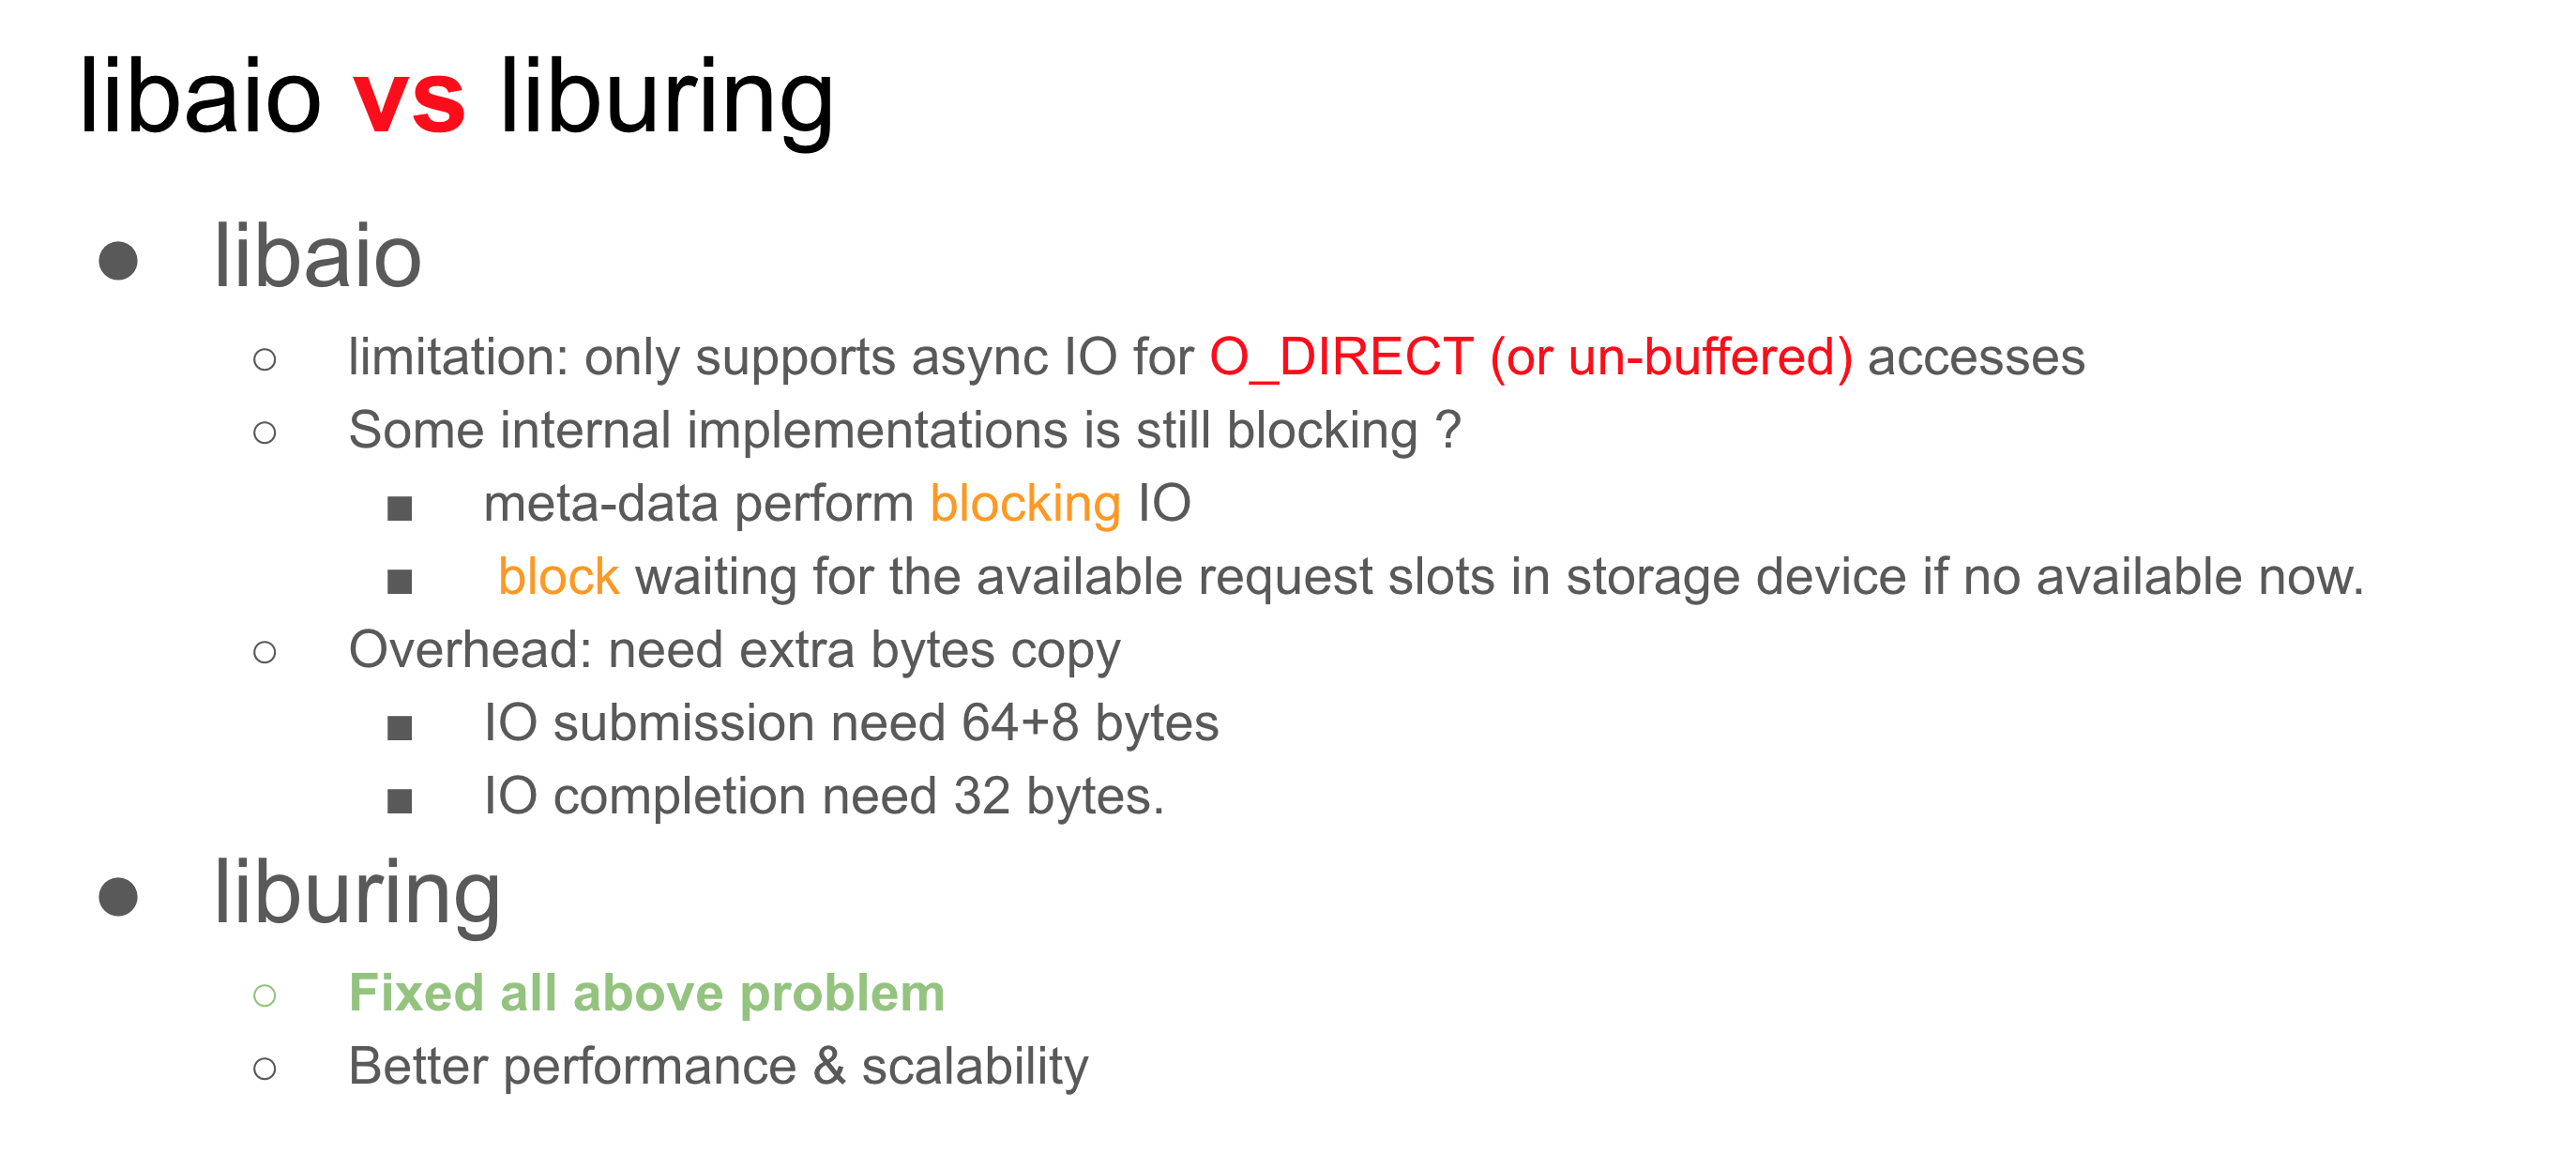 libaio vs liburing
● libaio
○ limitation: only supports async IO for O_DIRECT (or un-buffered) accesses
○ Some internal implementations is still blocking ?
■ meta-data perform blocking IO
■ block waiting for the available request slots in storage device if no available now.
○ Overhead: need extra bytes copy
■ IO submission need 64+8 bytes
■ IO completion need 32 bytes.
● liburing
○ Fixed all above problem
○ Better performance & scalability